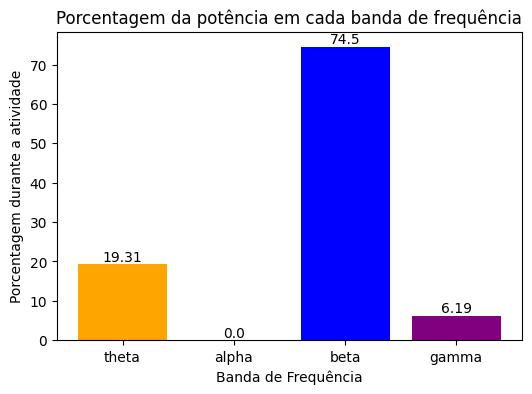 Porcentagem da potência em cada banda de frequência
Porcentagem durante a atividade
70
60
50
40
30
20
10
0
19.31
0.0
74.5
6.19
theta
alpha
beta
gamma
Banda de Frequência